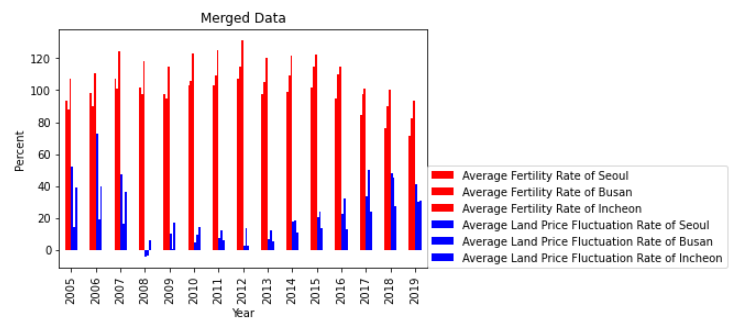 Merged Data
120
100
80
60
40
20
0
Percent
2005 2006 2007 2008 2009 2010 2011 2012 2013 2014 2015 2016 2017 2018 2019
Year
Average Fertility Rate of Seoul
Average Fertility Rate of Busan
Average Fertility Rate of Incheon
Average Land Price Fluctuation Rate of Seoul
Average Land Price Fluctuation Rate of Busan
Average Land Price Fluctuation Rate of Incheon